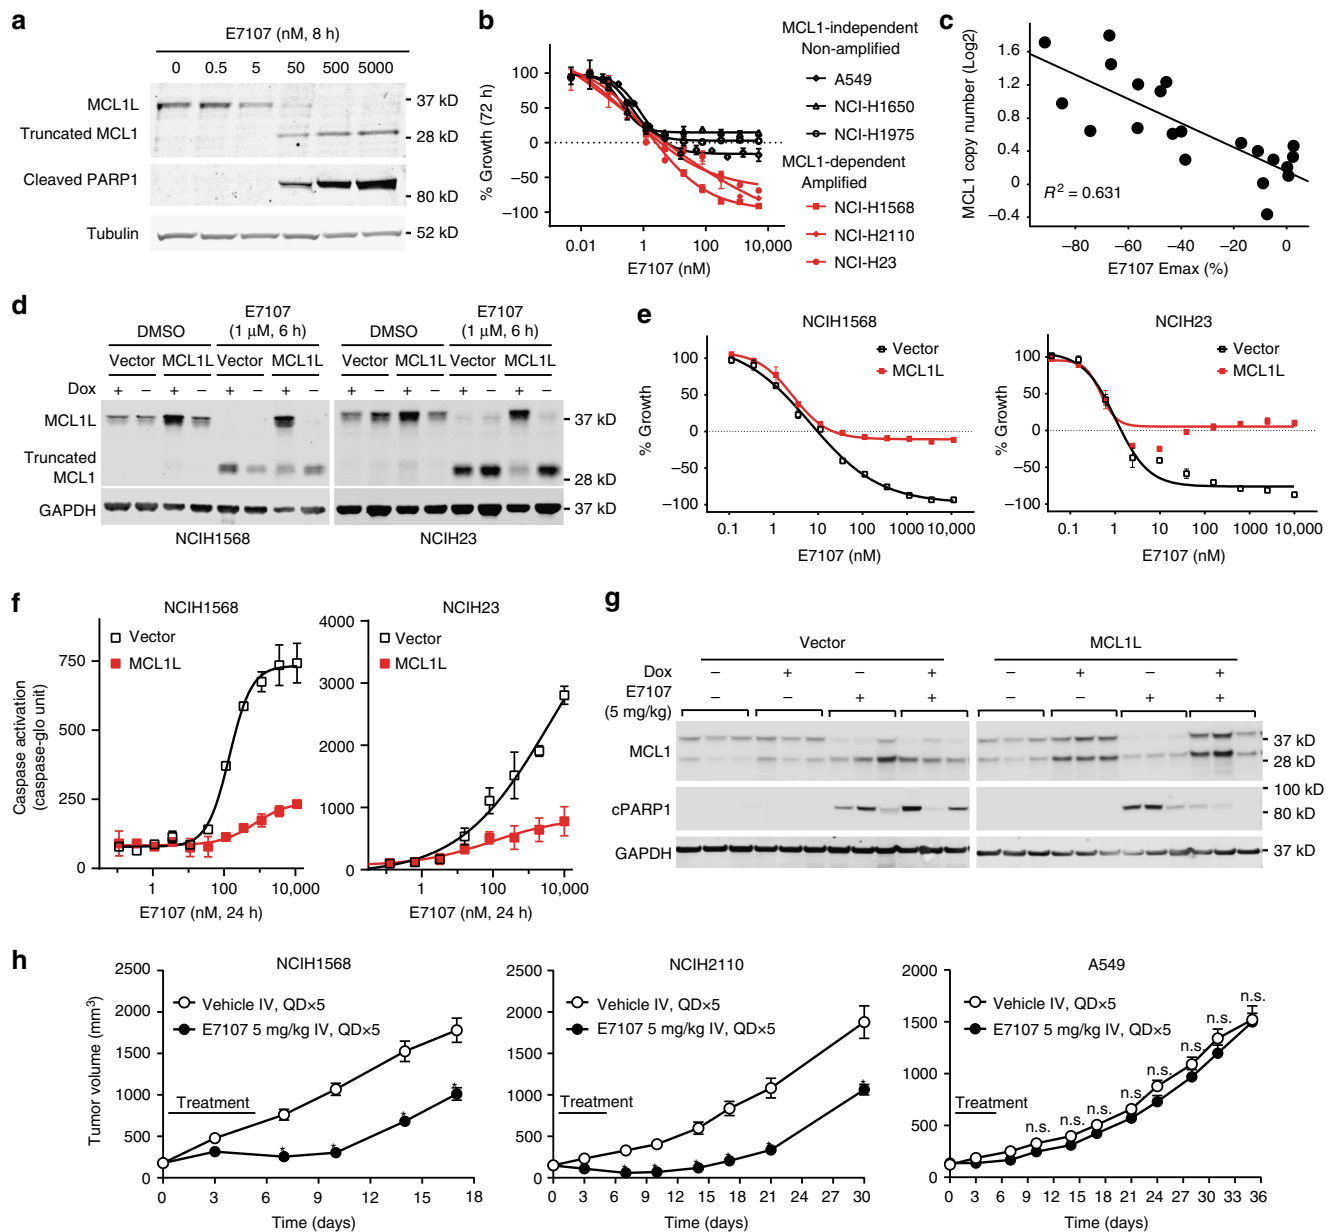 a
E7107 (nM, 8 h)
0 0.5 5 50 500 5000
MCL1L
37 kD
Truncated MCL1
28 kD
Cleaved PARP1
80 kD
Tubulin
52 kD
b
100
50
0
−50
−100
% Growth (72 h)
0.01 1 100 10,000
E7107 (nM)
MCL1-independent
Non-amplified
A549
NCI-H1650
NCI-H1975
MCL1-dependent
Amplified
NCI-H1568
NCI-H2110
NCI-H23
c
MCL1 copy number (Log2)
1.6
1.2
0.8
0.4
0
−0.4
R² = 0.631
−80 −60 −40 −20 0
E7107 Emax (%)
d
DMSO
E7107
(1 µM, 6 h)
DMSO
E7107
(1 µM, 6 h)
Vector MCL1L Vector MCL1L Vector MCL1L Vector MCL1L
Dox + − + − + − + − + − + − + − + −
MCL1L
37 kD
Truncated
MCL1
28 kD
GAPDH
37 kD
NCIH1568
NCIH23
e
NCIH1568
Vector
MCL1L
100
50
0
−50
−100
% Growth
0.1 1 10 100 1000 10,000
E7107 (nM)
NCIH23
Vector
MCL1L
100
50
0
−50
−100
% Growth
0.1 1 10 100 1000 10,000
E7107 (nM)
f
NCIH1568
Vector
MCL1L
750
500
250
0
Caspase activation
(caspase-glo unit)
1 100 10,000
E7107 (nM, 24 h)
NCIH23
Vector
MCL1L
4000
3000
2000
1000
0
1 100 10,000
E7107 (nM, 24 h)
g
Vector
MCL1L
Dox − + − + − + − +
E7107 − − + + − − + +
(5 mg/kg)
MCL1
37 kD
28 kD
100 kD
cPARP1
80 kD
GAPDH
37 kD
h
NCIH1568
Vehicle IV, QD×5
E7107 5 mg/kg IV, QD×5
Treatment
2500
2000
1500
1000
500
0
Tumor volume (mm³)
* * * *
0 3 6 9 12 15 18
Time (days)
NCIH2110
Vehicle IV, QD×5
E7107 5 mg/kg IV, QD×5
Treatment
2500
2000
1500
1000
500
0
* * * * * *
0 3 6 9 12 15 18 21 24 27 30
Time (days)
A549
Vehicle IV, QD×5
E7107 5 mg/kg IV, QD×5
Treatment
2000
1500
1000
500
0
n.s. n.s. n.s. n.s. n.s. n.s. n.s. n.s.
0 3 6 9 12 15 18 21 24 27 30 33 36
Time (days)